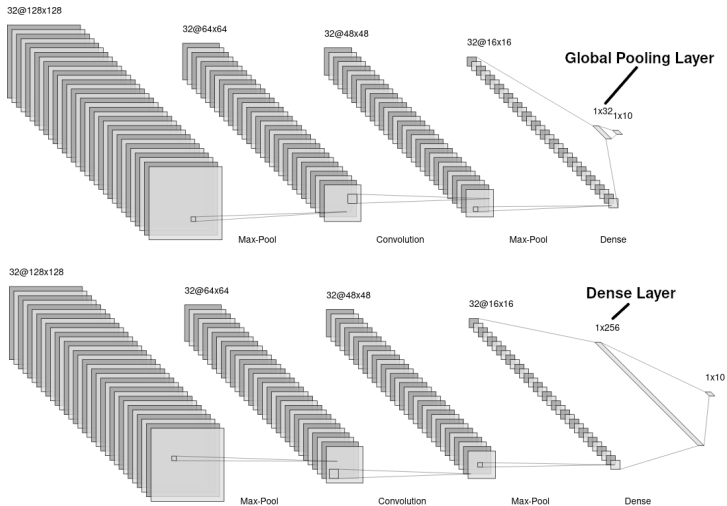 32@128x128
32@64x64
32@48x48
32@16x16
Global Pooling Layer
1x32
1x10
Max-Pool
Convolution
Max-Pool
Dense
32@128x128
32@64x64
32@48x48
32@16x16
Dense Layer
1x256
1x10
Max-Pool
Convolution
Max-Pool
Dense